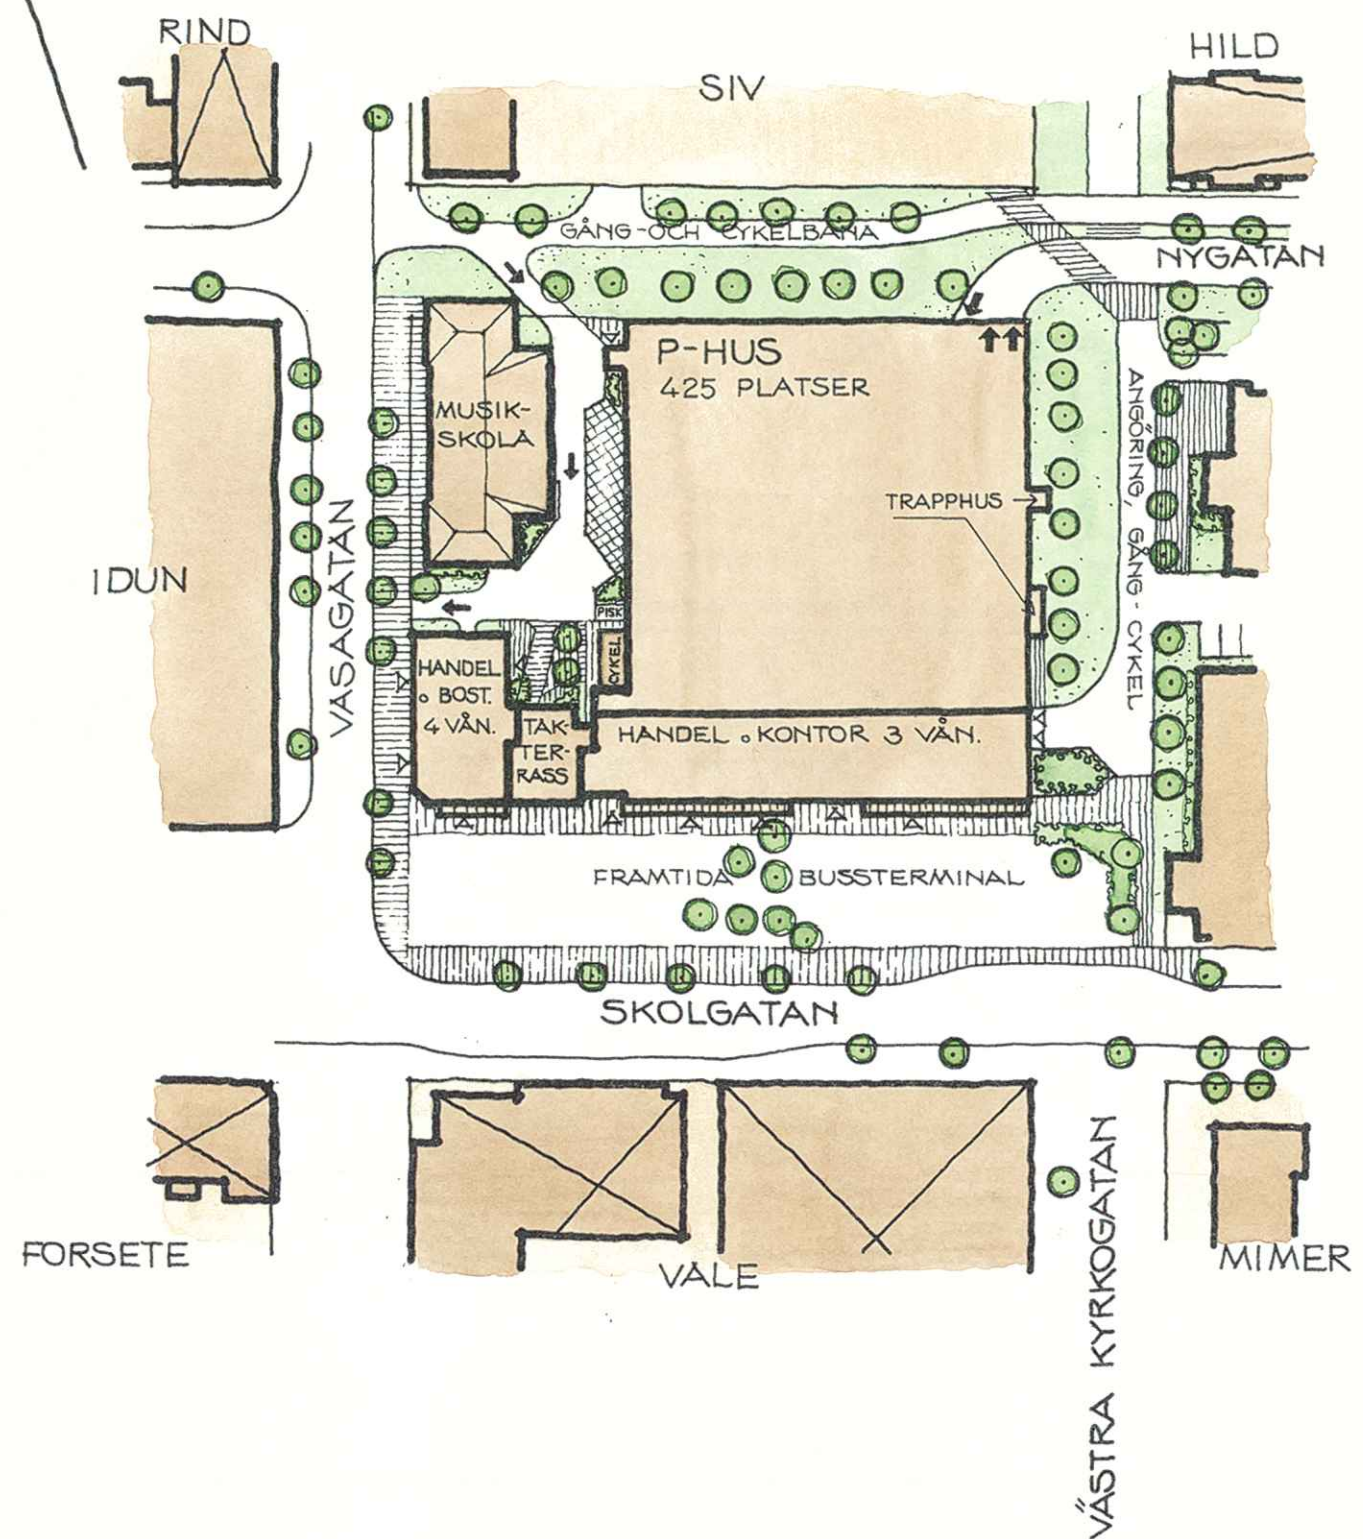 RIND
HILD
SIV
GÅNG-OCH CYKELBANA
NYGATAN
P-HUS
425 PLATSER
MUSIK-
SKOLA
ANGÖRING, GÅNG-CYKEL
TRAPPHUS
VASAGATAN
IDUN
PISK
CYKEL
HANDEL
o BOST.
4 VÅN.
TAK-
TER-
RASS
HANDEL o KONTOR 3 VÅN.
FRAMTIDA BUSSTERMINAL
SKOLGATAN
FORSETE
VALE
MIMER
VÄSTRA KYRKOGATAN